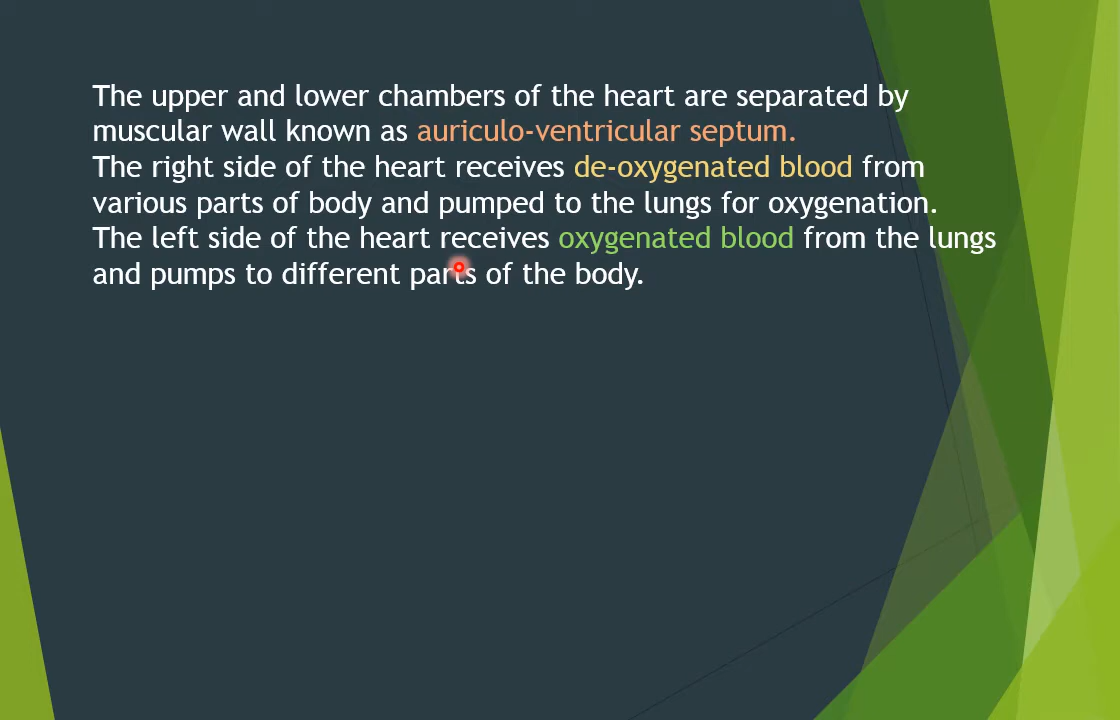 The upper and lower chambers of the heart are separated by
muscular wall known as auriculo-ventricular septum.
The right side of the heart receives de-oxygenated blood from
various parts of body and pumped to the lungs for oxygenation.
The left side of the heart receives oxygenated blood from the lungs
and pumps to different parts of the body.